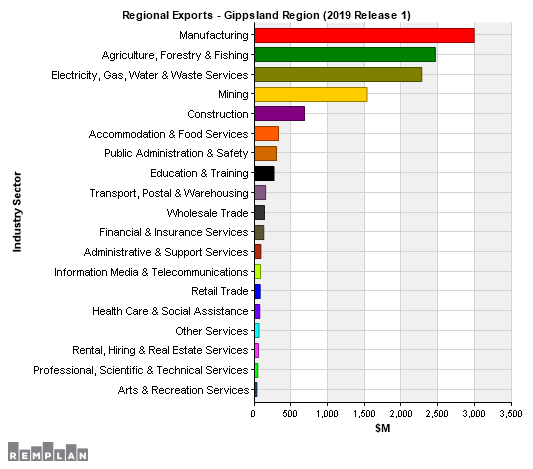 Regional Exports - Gippsland Region (2019 Release 1)
Industry Sector
Manufacturing
Agriculture, Forestry & Fishing
Electricity, Gas, Water & Waste Services
Mining
Construction
Accommodation & Food Services
Public Administration & Safety
Education & Training
Transport, Postal & Warehousing
Wholesale Trade
Financial & Insurance Services
Administrative & Support Services
Information Media & Telecommunications
Retail Trade
Health Care & Social Assistance
Other Services
Rental, Hiring & Real Estate Services
Professional, Scientific & Technical Services
Arts & Recreation Services
0 500 1,000 1,500 2,000 2,500 3,000 3,500
$M
REMPLAN